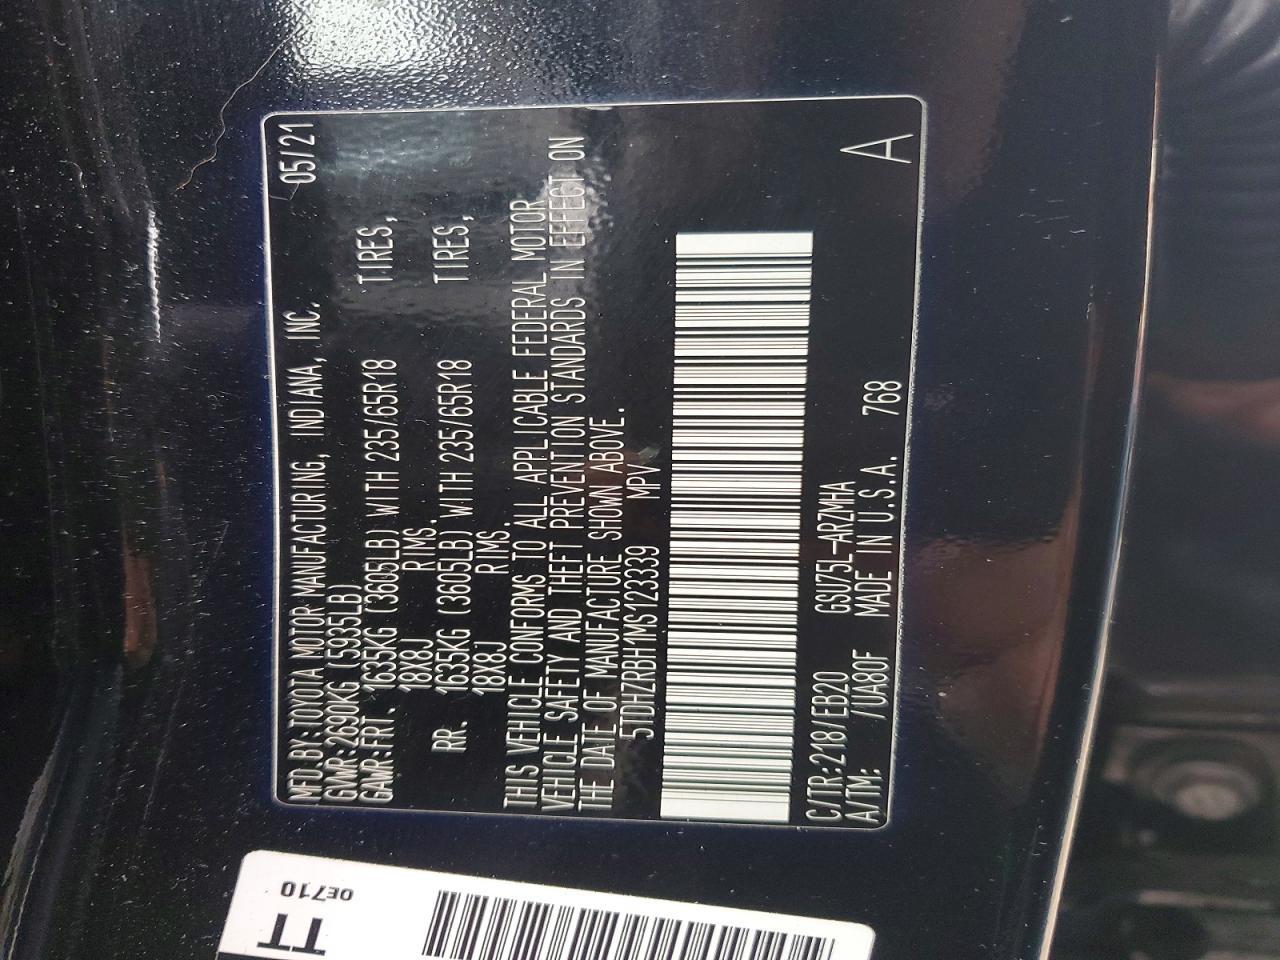 MFD.BY:TOYOTA MOTOR MANUFACTURING, INDIANA, INC. 05/21
GVWR:2690KG (5935LB)
GAWR:FRT. 1635KG (3605LB) WITH 235/65R18 TIRES,
18X8J RIMS.
RR. 1635KG (3605LB) WITH 235/65R18 TIRES,
18X8J RIMS.
THIS VEHICLE CONFORMS TO ALL APPLICABLE FEDERAL MOTOR
VEHICLE SAFETY AND THEFT PREVENTION STANDARDS IN EFFECT ON
THE DATE OF MANUFACTURE SHOWN ABOVE.
5TDHZRBH1MS123339 MPV
C/TR:218/EB20 GSU75L-ARZMHA
A/TM: /UA80F MADE IN U.S.A. 768
A
0E710
TT